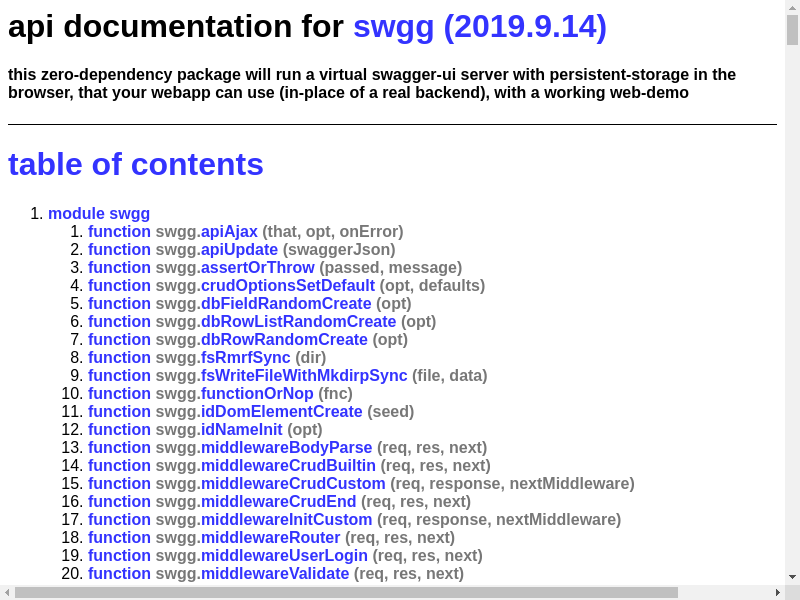 api documentation for swgg (2019.9.14)
this zero-dependency package will run a virtual swagger-ui server with persistent-storage in the
browser, that your webapp can use (in-place of a real backend), with a working web-demo
table of contents
1. module swgg
1. function swgg.apiAjax (that, opt, onError)
2. function swgg.apiUpdate (swaggerJson)
3. function swgg.assertOrThrow (passed, message)
4. function swgg.crudOptionsSetDefault (opt, defaults)
5. function swgg.dbFieldRandomCreate (opt)
6. function swgg.dbRowListRandomCreate (opt)
7. function swgg.dbRowRandomCreate (opt)
8. function swgg.fsRmrfSync (dir)
9. function swgg.fsWriteFileWithMkdirpSync (file, data)
10. function swgg.functionOrNop (fnc)
11. function swgg.idDomElementCreate (seed)
12. function swgg.idNameInit (opt)
13. function swgg.middlewareBodyParse (req, res, next)
14. function swgg.middlewareCrudBuiltin (req, res, next)
15. function swgg.middlewareCrudCustom (req, response, nextMiddleware)
16. function swgg.middlewareCrudEnd (req, res, next)
17. function swgg.middlewareInitCustom (req, response, nextMiddleware)
18. function swgg.middlewareRouter (req, res, next)
19. function swgg.middlewareUserLogin (req, res, next)
20. function swgg.middlewareValidate (req, res, next)